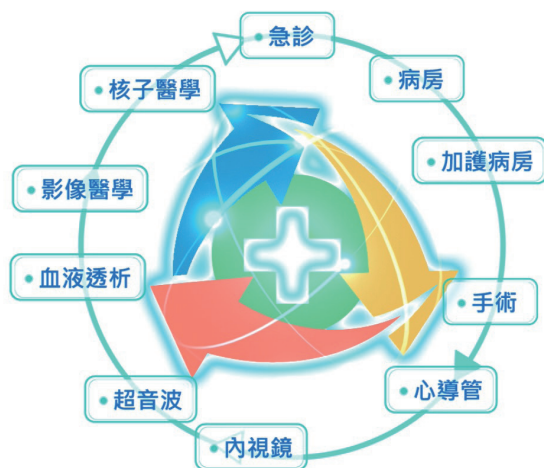 急診
病房
加護病房
手術
心導管
內視鏡
超音波
血液透析
影像醫學
核子醫學